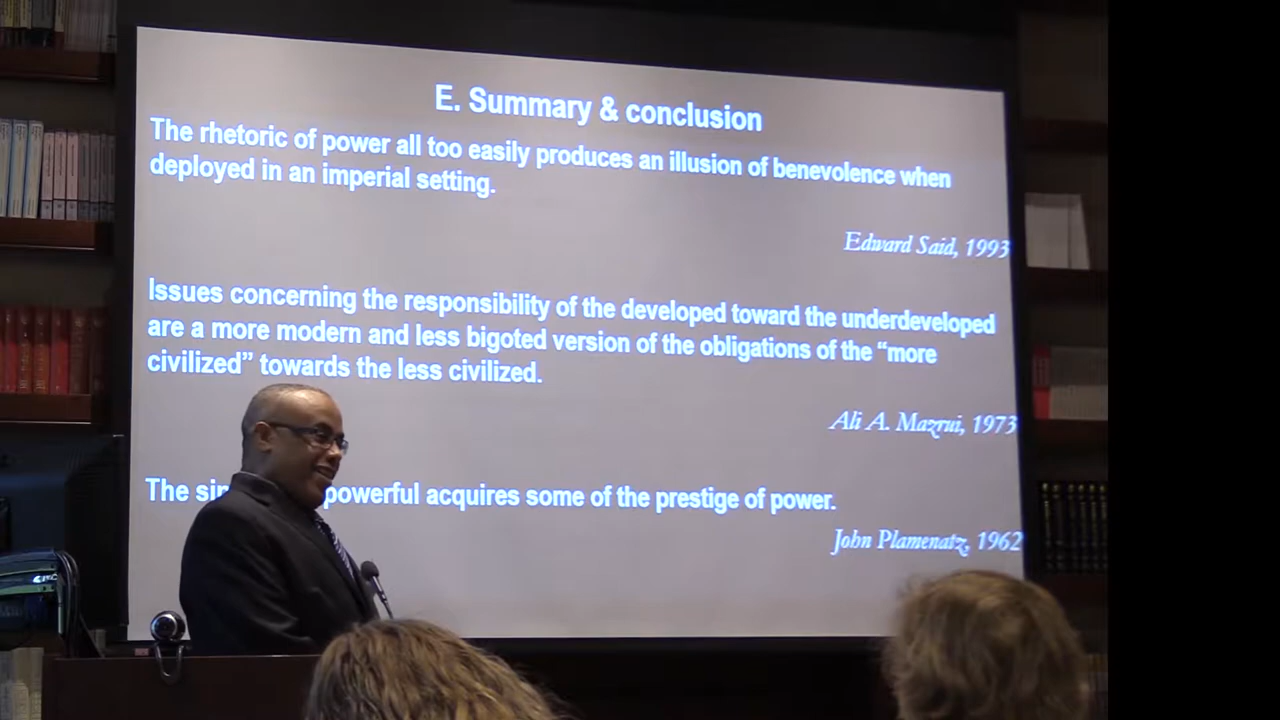 E. Summary & conclusion
The rhetoric of power all too easily produces an illusion of benevolence when
deployed in an imperial setting.
Edward Said, 1993
Issues concerning the responsibility of the developed toward the underdeveloped
are a more modern and less bigoted version of the obligations of the “more
civilized” towards the less civilized.
Ali A. Mazrui, 1973
The powerful acquires some of the prestige of power.
John Plamenatz, 1962